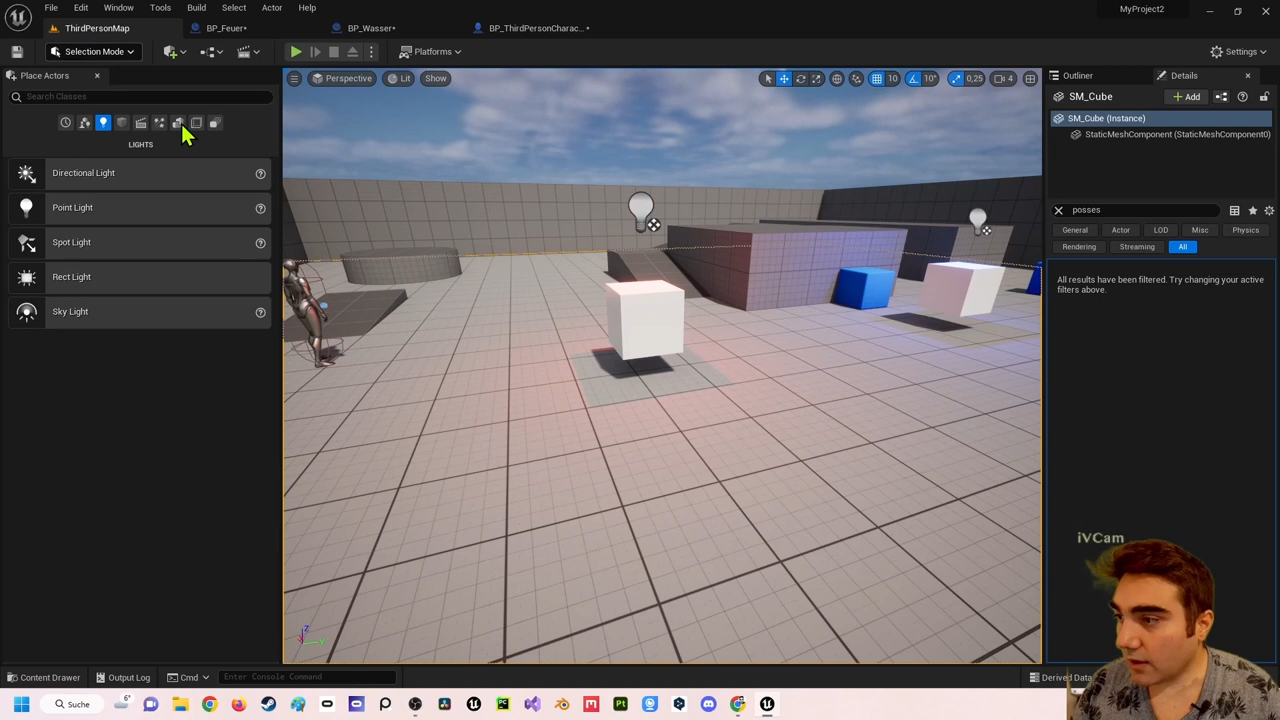 File Edit Window Tools Build Select Actor Help
MyProject2
ThirdPersonMap
BP_Feuer*
BP_Wasser*
BP_ThirdPersonCharac... *
Selection Mode
Platforms
Settings
Place Actors
Search Classes
LIGHTS
Directional Light
Point Light
Spot Light
Rect Light
Sky Light
Perspective
Lit
Show
10
10°
0,25
4
Outliner
Details
SM_Cube
Add
SM_Cube (Instance)
StaticMeshComponent (StaticMeshComponent0)
posses
General Actor LOD Misc Physics
Rendering Streaming All
All results have been filtered. Try changing your active
filters above.
iVCam
Z
Y
Content Drawer
Output Log
Cmd
Enter Console Command
Derived Data
6°
Suche